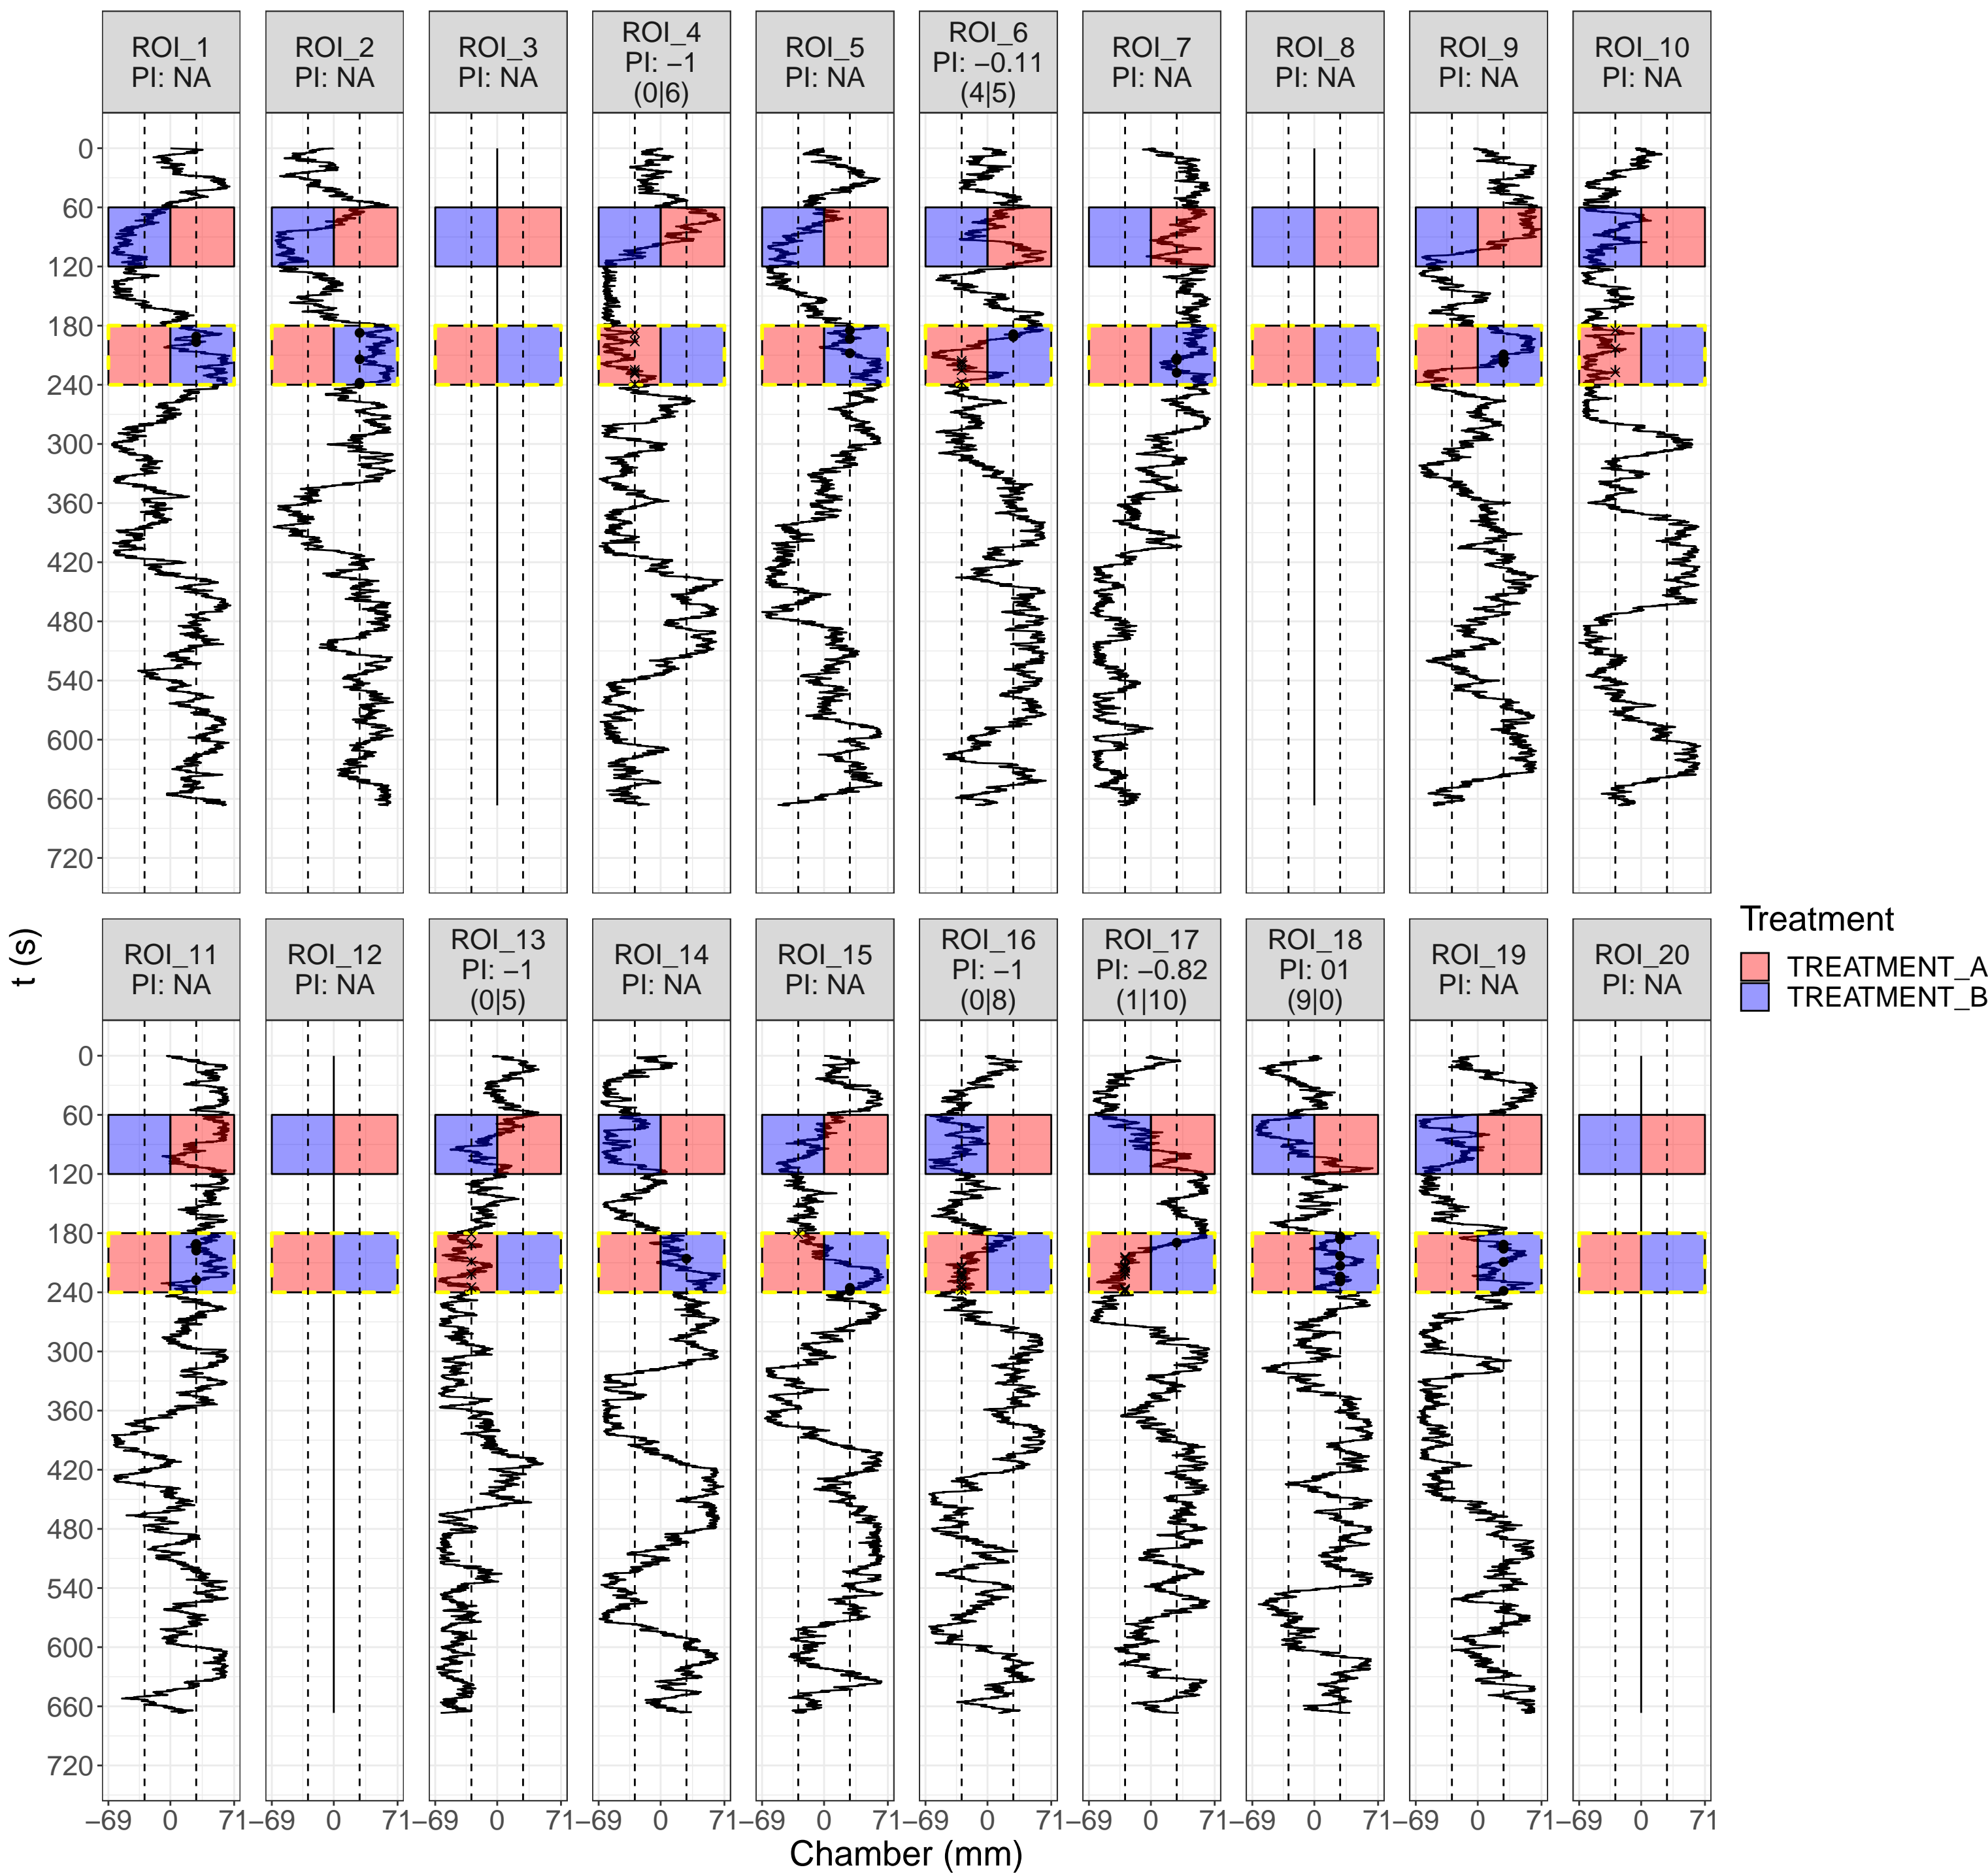 ROI_1
PI: NA
ROI_2
PI: NA
ROI_3
PI: NA
ROI_4
PI: −1
(0|6)
ROI_5
PI: NA
ROI_6
PI: −0.11
(4|5)
ROI_7
PI: NA
ROI_8
PI: NA
ROI_9
PI: NA
ROI_10
PI: NA
0
60
120
180
240
300
360
420
480
540
600
660
720
t (s)
ROI_11
PI: NA
ROI_12
PI: NA
ROI_13
PI: −1
(0|5)
ROI_14
PI: NA
ROI_15
PI: NA
ROI_16
PI: −1
(0|8)
ROI_17
PI: −0.82
(1|10)
ROI_18
PI: 01
(9|0)
ROI_19
PI: NA
ROI_20
PI: NA
0
60
120
180
240
300
360
420
480
540
600
660
720
−69 0 71
−69 0 71
−69 0 71
−69 0 71
−69 0 71
−69 0 71
−69 0 71
−69 0 71
−69 0 71
−69 0 71
Chamber (mm)
Treatment
TREATMENT_A
TREATMENT_B